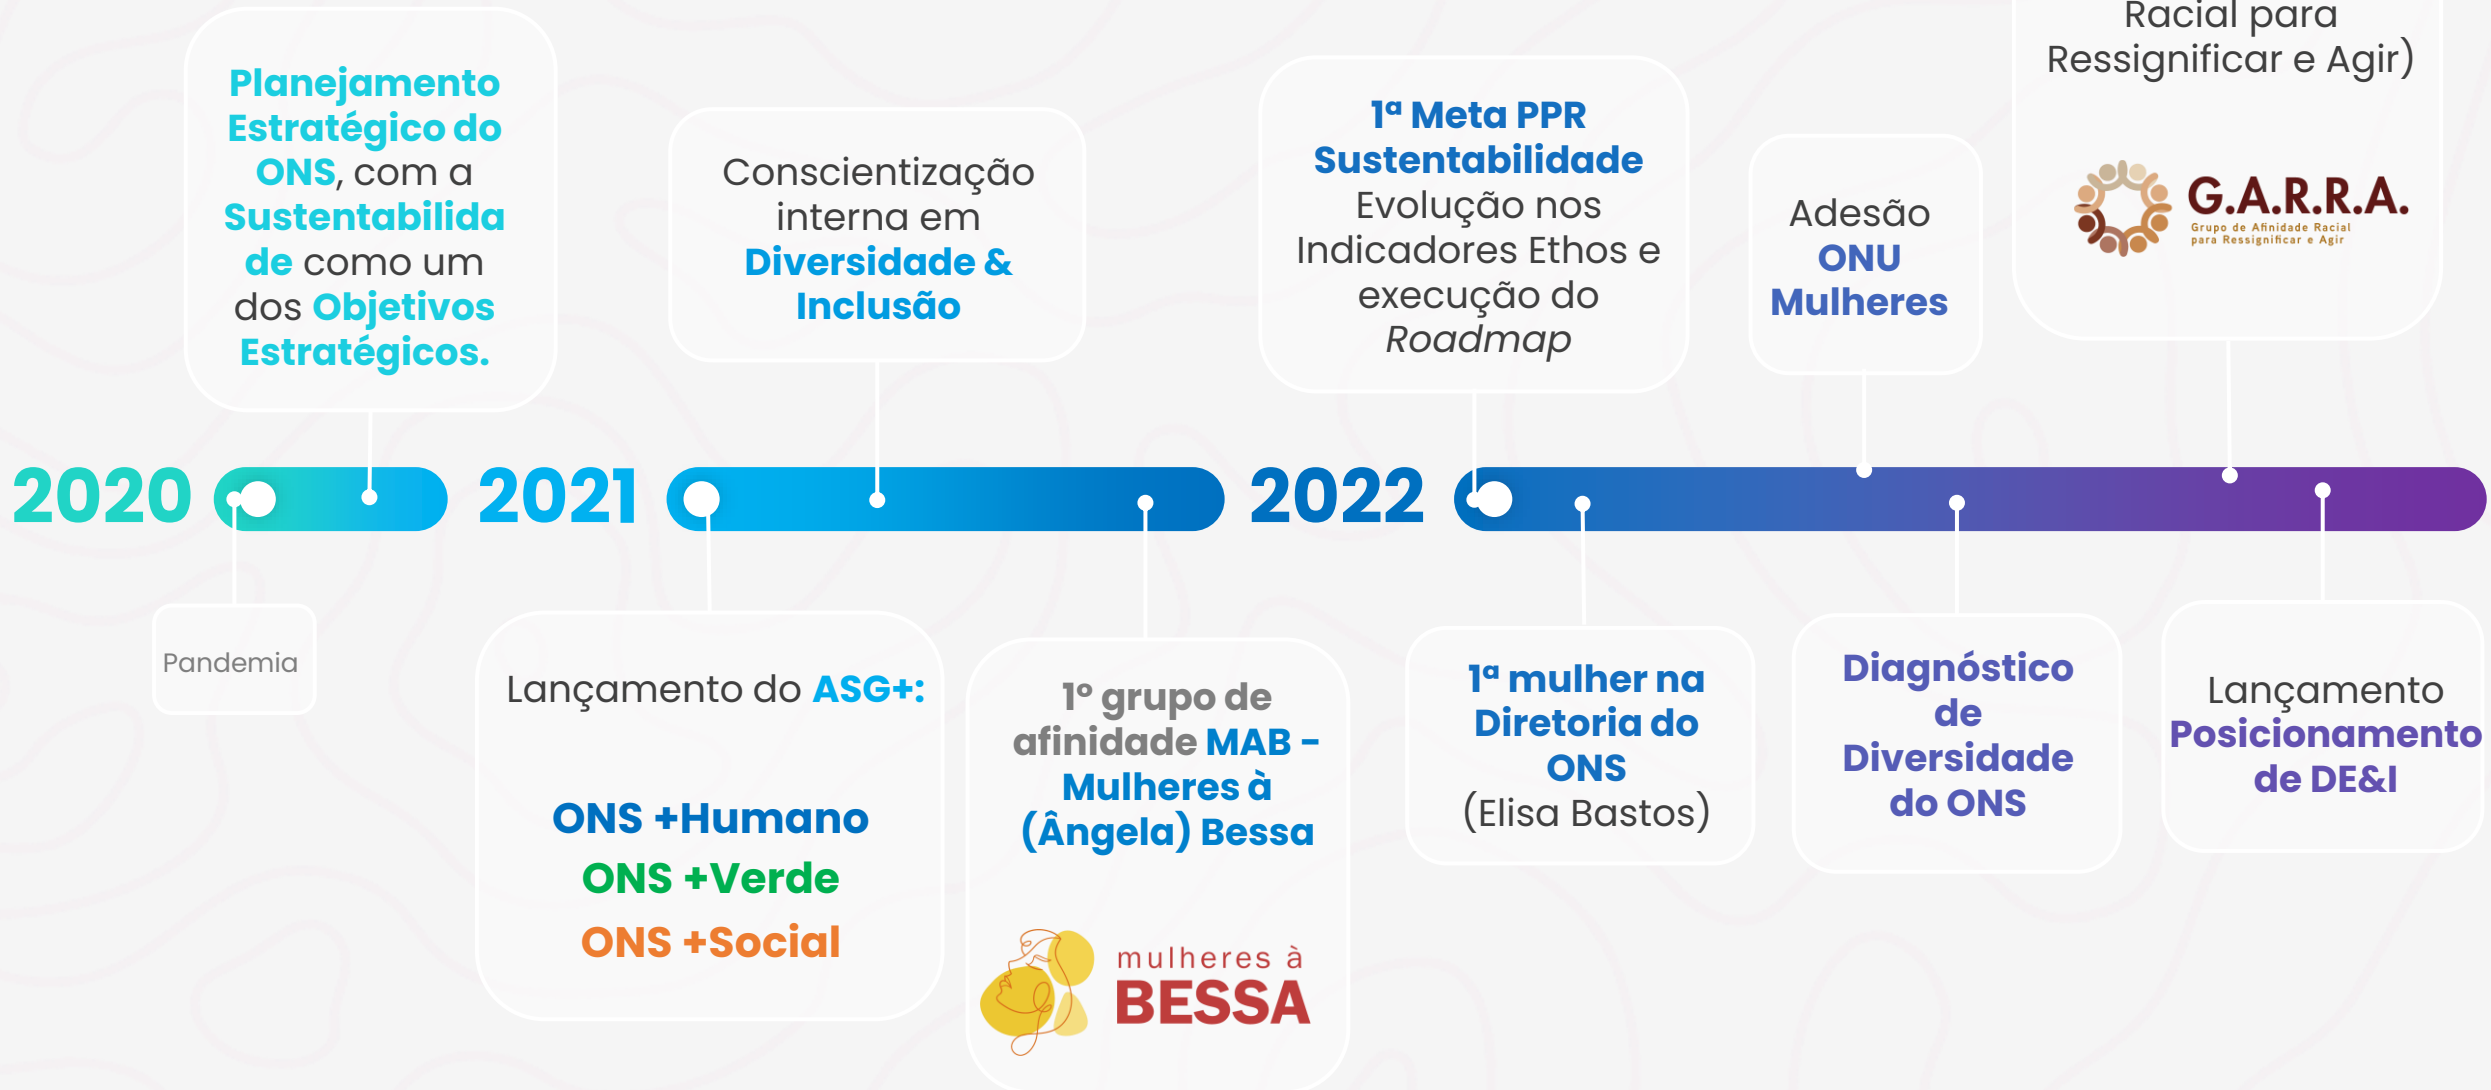 Planejamento
Estratégico do
ONS, com a
Sustentabilida
de como um
dos Objetivos
Estratégicos.
Conscientização
interna em
Diversidade &
Inclusão
1ª Meta PPR
Sustentabilidade
Evolução nos
Indicadores Ethos e
execução do
Roadmap
Adesão
ONU
Mulheres
Racial para
Ressignificar e Agir)
G.A.R.R.A.
Grupo de Afinidade Racial
para Ressignificar e Agir
2020
2021
2022
Pandemia
Lançamento do ASG+:
ONS +Humano
ONS +Verde
ONS +Social
1º grupo de
afinidade MAB -
Mulheres à
(Ângela) Bessa
mulheres à
BESSA
1ª mulher na
Diretoria do
ONS
(Elisa Bastos)
Diagnóstico
de
Diversidade
do ONS
Lançamento
Posicionamento
de DE&I